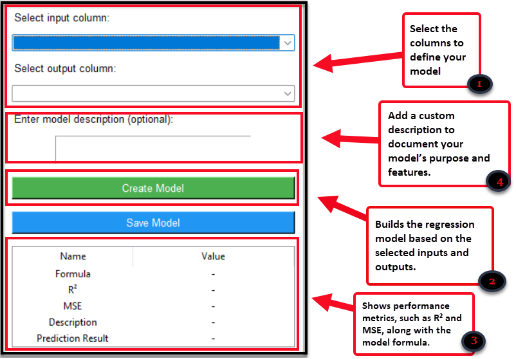 Select input column:
Select output column:
Enter model description (optional):
Create Model
Save Model
Name Value
Formula -
R² -
MSE -
Description -
Prediction Result -
Select the
columns to
define your
model
1
Add a custom
description to
document your
model's purpose and
features.
4
Builds the regression
model based on the
selected inputs and
outputs.
2
Shows performance
metrics, such as R² and
MSE, along with the
model formula.
3